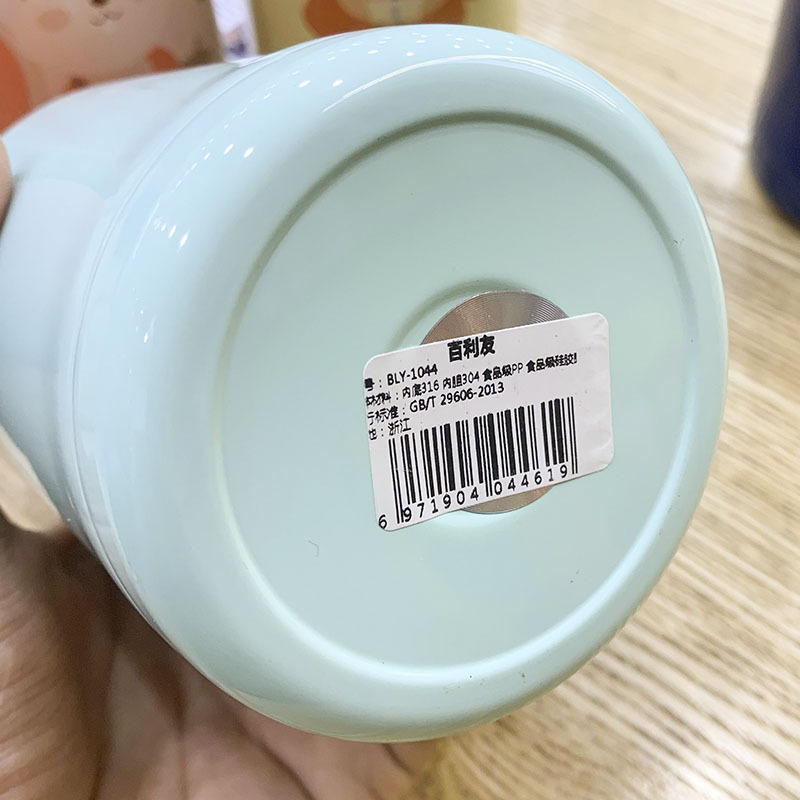 百利友
号：BLY-1044
体材料：内底316 内胆304 食品级PP 食品级硅胶
行标准：GB/T 29606-2013
地：浙江
6 971904 044619